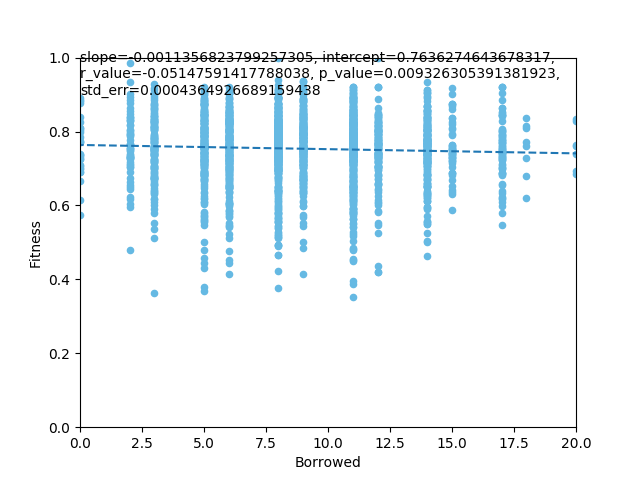 slope=-0.0011356823799257305, intercept=0.7636274643678317,
r_value=-0.05147591417788038, p_value=0.009326305391381923,
std_err=0.0004364926689159438
1.0
0.8
0.6
0.4
0.2
0.0
Fitness
0.0 2.5 5.0 7.5 10.0 12.5 15.0 17.5 20.0
Borrowed